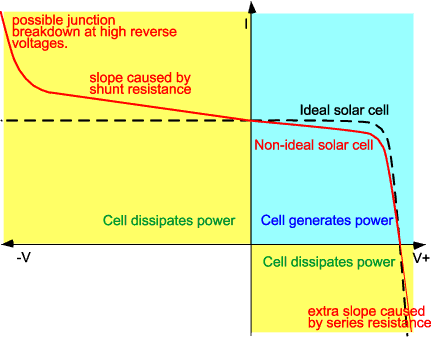 possible junction
breakdown at high reverse
voltages.
I
slope caused by
shunt resistance
Ideal solar cell
Non-ideal solar cell
Cell dissipates power
Cell generates power
-V
V+
Cell dissipates power
extra slope caused
by series resistance